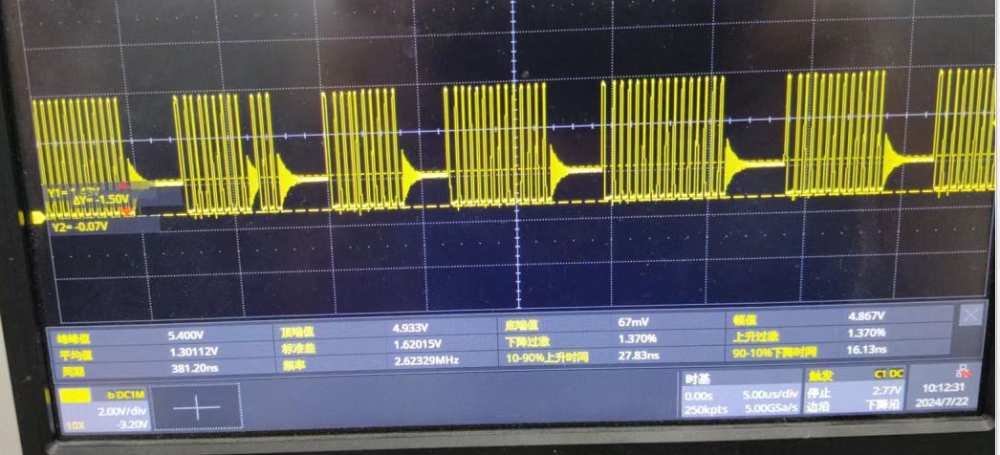 ΔY= -1.50V
Y2= -0.07V
峰峰值 5.400V 顶端值 4.933V 底端值 67mV 幅值 4.867V
平均值 1.30112V 标准差 1.62015V 下降过激 1.370% 上升过激 1.370%
周期 381.20ns 频率 2.62329MHz 10-90%上升时间 27.83ns 90-10%下降时间 16.13ns
DC1M
2.00V/div
10X -3.20V
时基
0.00s 5.00us/div
250kpts 5.00GSa/s
触发 C1 DC
停止 2.77V
边沿 下降沿
10:12:31
2024/7/22